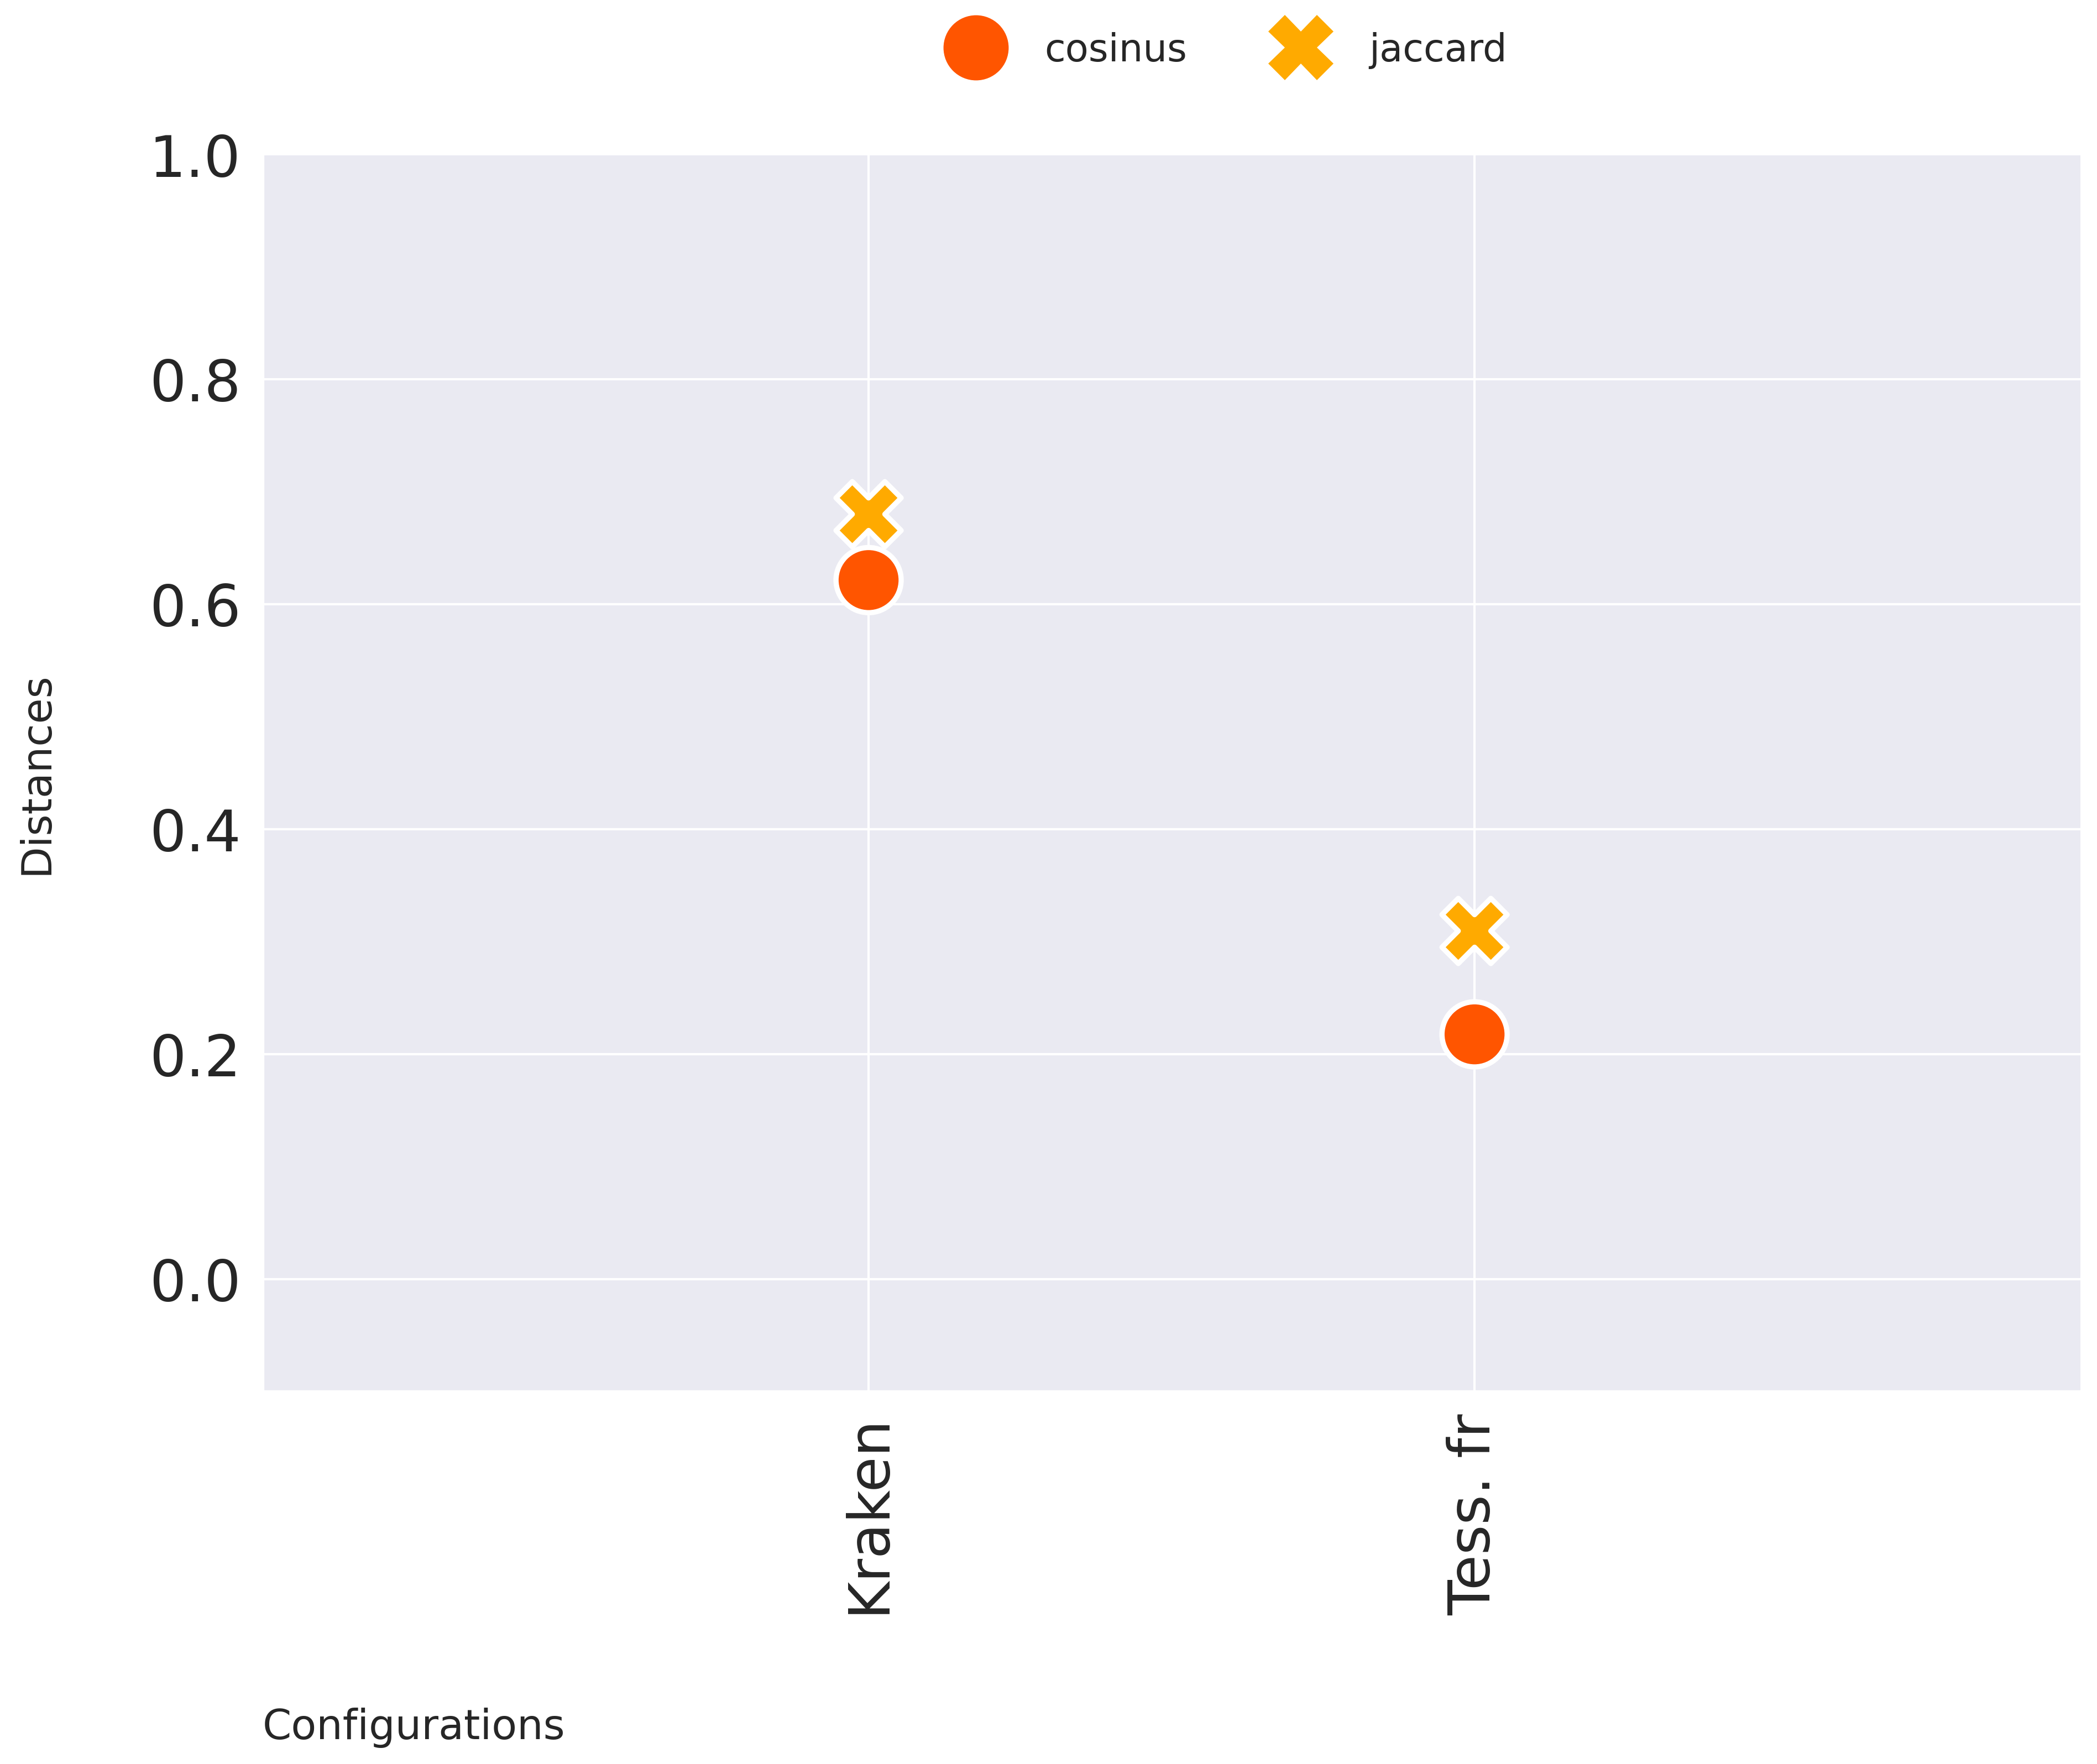 cosinus jaccard
1.0
0.8
0.6
0.4
0.2
0.0
Distances
Kraken
Tess. fr
Configurations